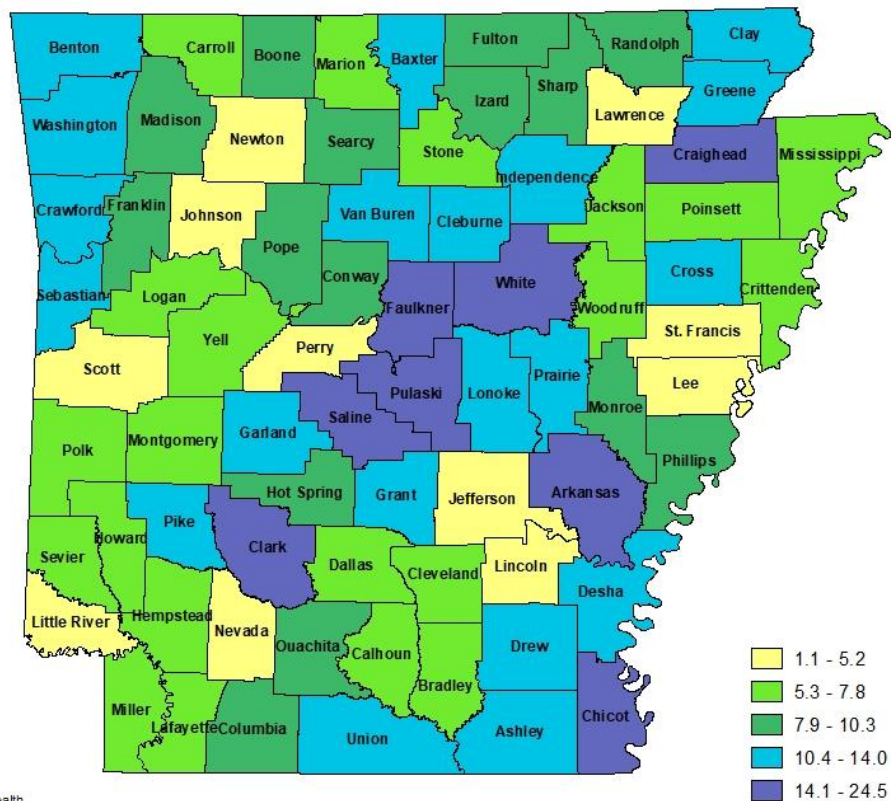 Benton
Carroll
Boone
Marion
Baxter
Fulton
Randolph
Clay
Washington
Madison
Newton
Searcy
Stone
Izard
Sharp
Lawrence
Greene
Craighead
Mississippi
Crawford
Franklin
Johnson
Pope
Van Buren
Cleburne
Independence
Jackson
Poinsett
Sebastian
Logan
Conway
Faulkner
White
Woodruff
Cross
Crittenden
Scott
Yell
Perry
Pulaski
Saline
Lonoke
Prairie
Monroe
St. Francis
Lee
Polk
Montgomery
Garland
Hot Spring
Grant
Jefferson
Arkansas
Phillips
Sevier
Howard
Pike
Clark
Dallas
Cleveland
Lincoln
Desha
Little River
Hempstead
Nevada
Ouachita
Calhoun
Bradley
Drew
Chicot
Miller
Lafayette
Columbia
Union
Ashley
1.1 - 5.2
5.3 - 7.8
7.9 - 10.3
10.4 - 14.0
14.1 - 24.5